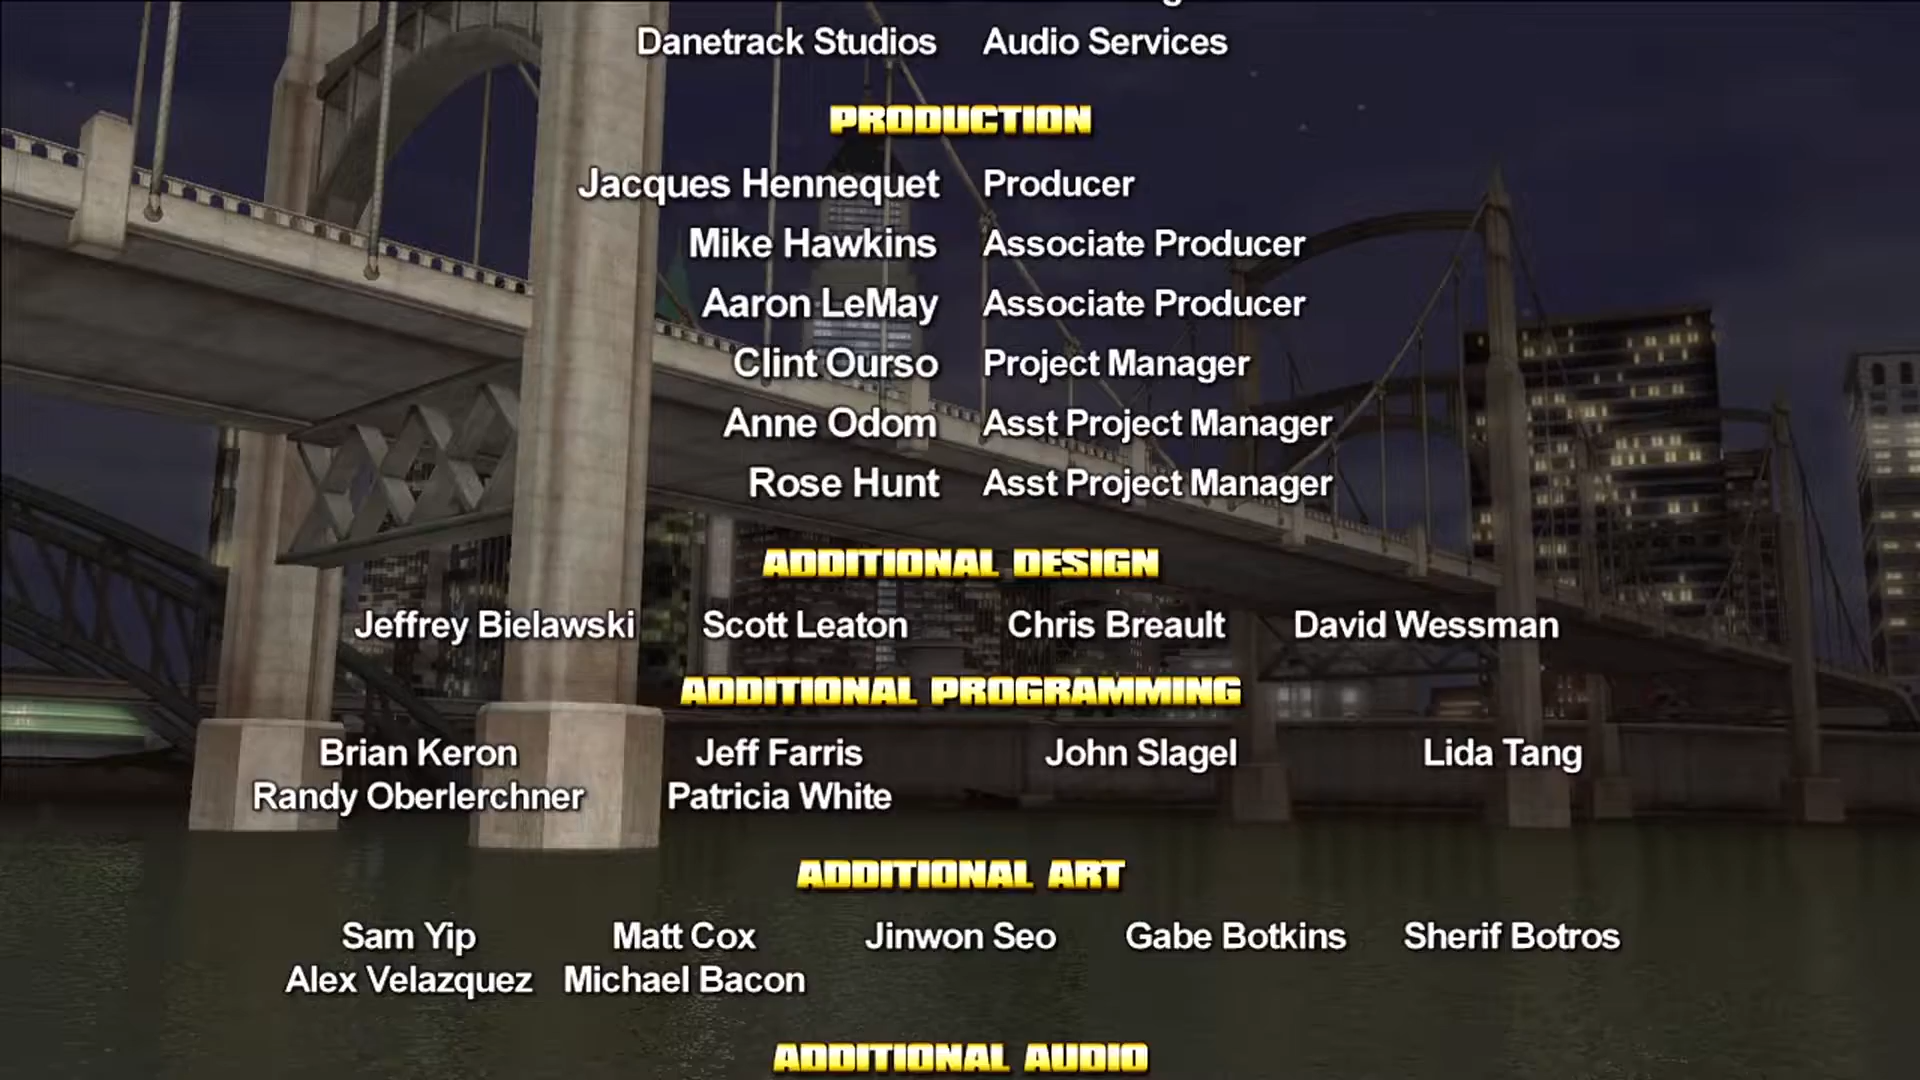 Danetrack Studios Audio Services
PRODUCTION
Jacques Hennequet Producer
Mike Hawkins Associate Producer
Aaron LeMay Associate Producer
Clint Ourso Project Manager
Anne Odom Asst Project Manager
Rose Hunt Asst Project Manager
ADDITIONAL DESIGN
Jeffrey Bielawski Scott Leaton Chris Breault David Wessman
ADDITIONAL PROGRAMMING
Brian Keron Jeff Farris John Slagel Lida Tang
Randy Oberlerchner Patricia White
ADDITIONAL ART
Sam Yip Matt Cox Jinwon Seo Gabe Botkins Sherif Botros
Alex Velazquez Michael Bacon
ADDITIONAL AUDIO